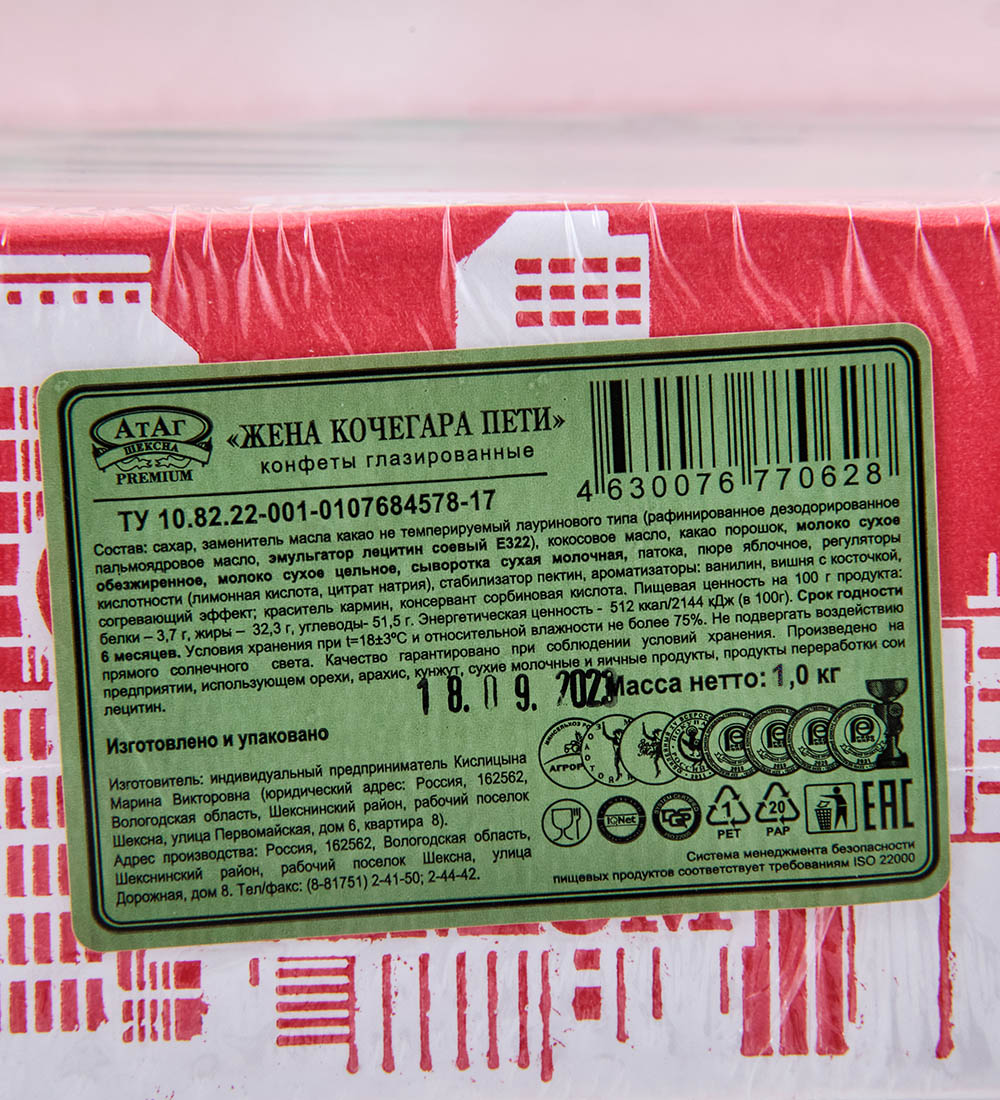 АтАг
ШЕКСНА
PREMIUM
«ЖЕНА КОЧЕГАРА ПЕТИ»
конфеты глазированные
4 630076 770628
ТУ 10.82.22-001-0107684578-17
Состав: сахар, заменитель масла какао не темперируемый лауринового типа (рафинированное дезодорированное
пальмоядровое масло, эмульгатор лецитин соевый Е322), кокосовое масло, какао порошок, молоко сухое
обезжиренное, молоко сухое цельное, сыворотка сухая молочная, патока, пюре яблочное, регуляторы
кислотности (лимонная кислота, цитрат натрия), стабилизатор пектин, ароматизаторы: ванилин, вишня с косточкой,
согревающий эффект; краситель кармин, консервант сорбиновая кислота. Пищевая ценность на 100 г продукта:
белки – 3,7 г, жиры – 32,3 г, углеводы- 51,5 г. Энергетическая ценность - 512 ккал/2144 кДж (в 100г). Срок годности
6 месяцев. Условия хранения при t=18±3ºС и относительной влажности не более 75%. Не подвергать воздействию
прямого солнечного света. Качество гарантировано при соблюдении условий хранения. Произведено на
предприятии, использующем орехи, арахис, кунжут, сухие молочные и яичные продукты, продукты переработки сои
лецитин.
18.09.2023
Масса нетто: 1,0 кг
Изготовлено и упаковано
Изготовитель: индивидуальный предприниматель Кислицына
Марина Викторовна (юридический адрес: Россия, 162562,
Вологодская область, Шекснинский район, рабочий поселок
Шексна, улица Первомайская, дом 6, квартира 8).
Адрес производства: Россия, 162562, Вологодская область,
Шекснинский район, рабочий поселок Шексна, улица
Дорожная, дом 8. Тел/факс: (8-81751) 2-41-50; 2-44-42.
IQNet
1
PET
20
PAP
EAC
Система менеджмента безопасности
пищевых продуктов соответствует требованиям ISO 22000